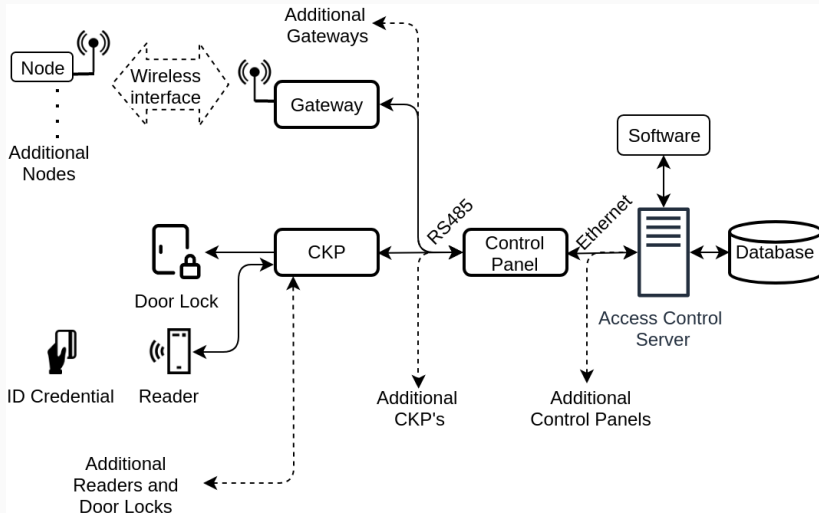 Additional
Gateways
Node
Wireless
interface
Gateway
Additional
Nodes
Software
RS485
Ethernet
CKP
Control
Panel
Database
Door Lock
Access Control
Server
ID Credential
Reader
Additional
CKP's
Additional
Control Panels
Additional
Readers and
Door Locks